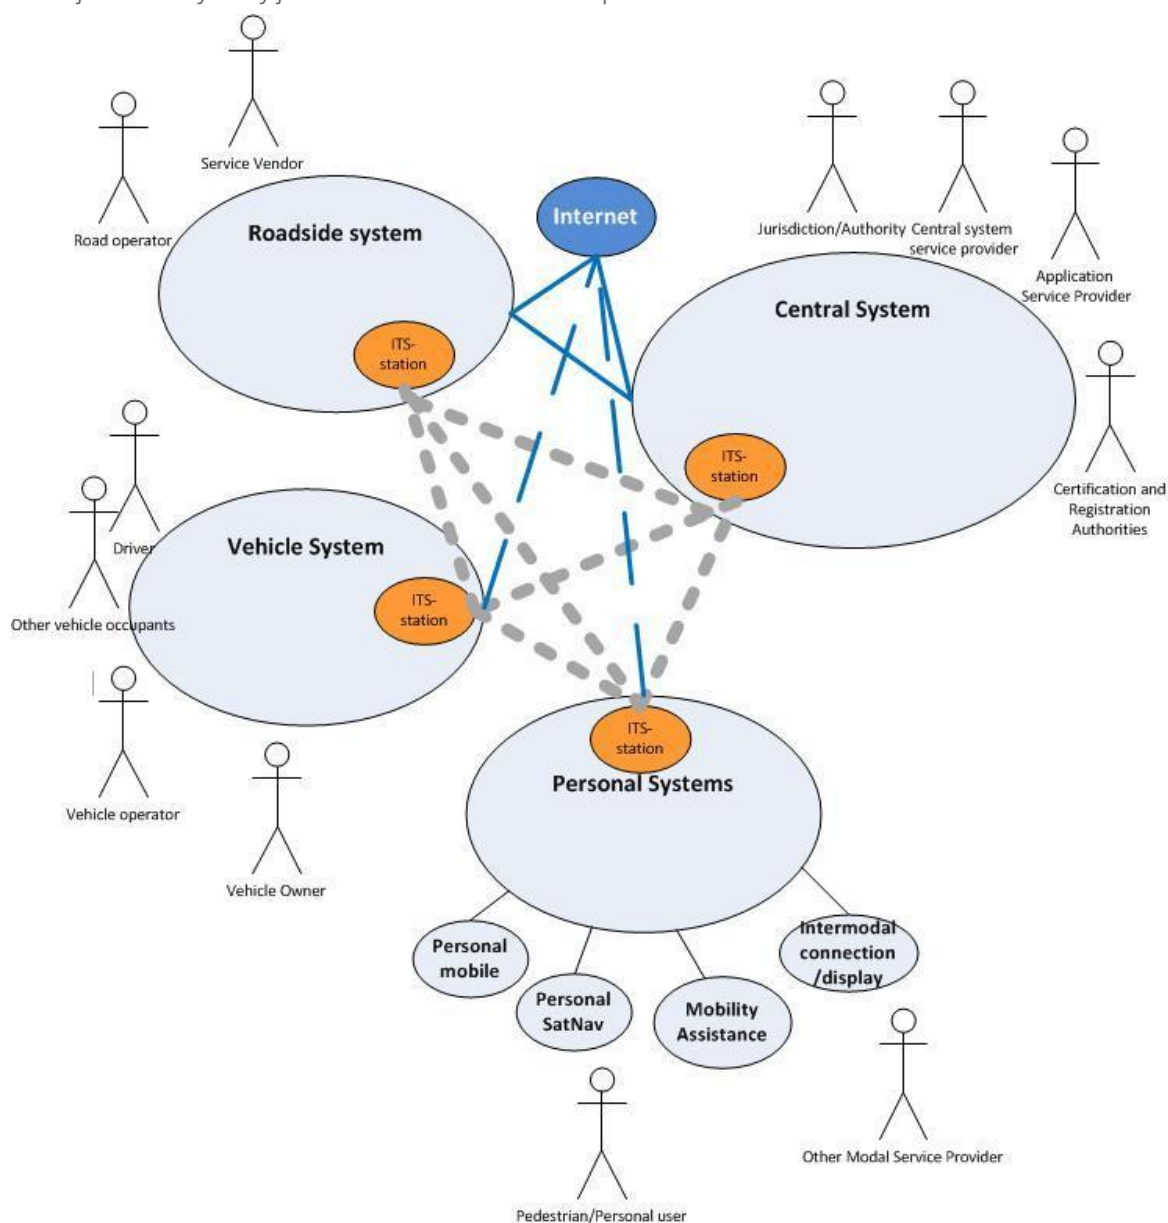 Service Vendor
Road operator
Roadside system
ITS-
station
Internet
Jurisdiction/Authority
Central system
service provider
Application
Service Provider
Central System
ITS-
station
Certification and
Registration
Authorities
Driver
Other vehicle occupants
Vehicle System
ITS-
station
Vehicle operator
Vehicle Owner
ITS-
station
Personal Systems
Personal
mobile
Personal
SatNav
Mobility
Assistance
Intermodal
connection
/display
Other Modal Service Provider
Pedestrian/Personal user